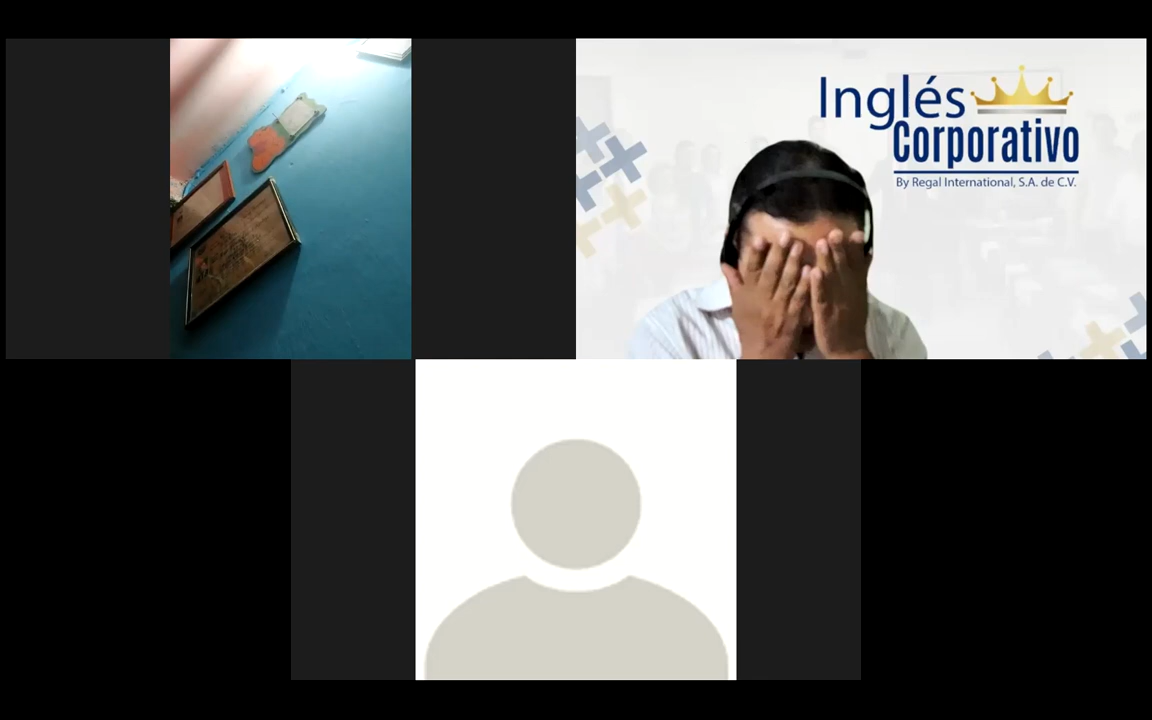 Inglés
Corporativo
By Regal International, S.A. de C.V.